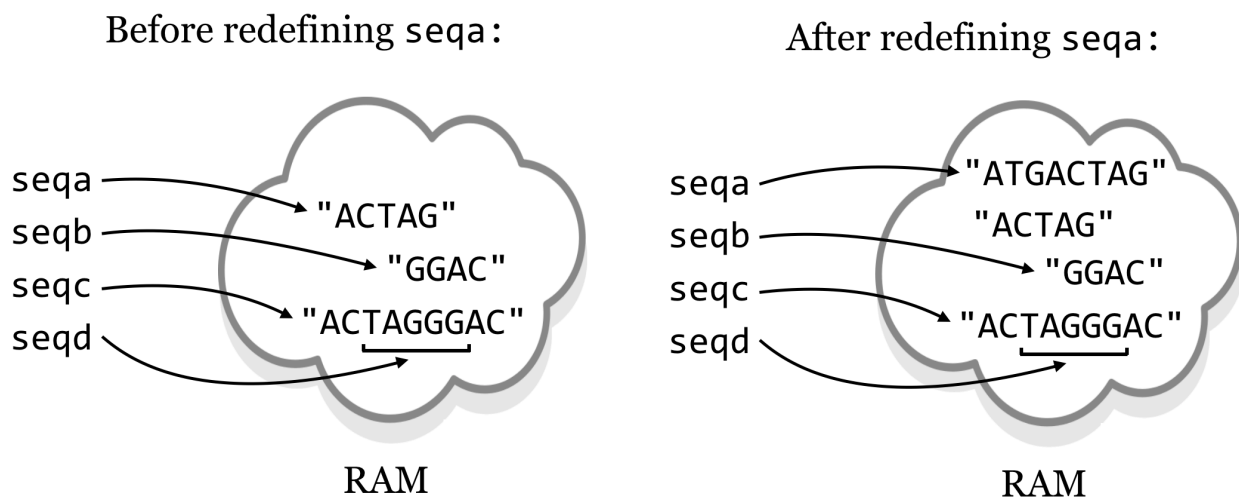 Before redefining seqa:
seqa
"ACTAG"
seqb
"GGAC"
seqc
"ACTAGGGAC"
seqd
RAM
After redefining seqa:
"ATGACTAG"
seqa
"ACTAG"
seqb
"GGAC"
seqc
"ACTAGGGAC"
seqd
RAM